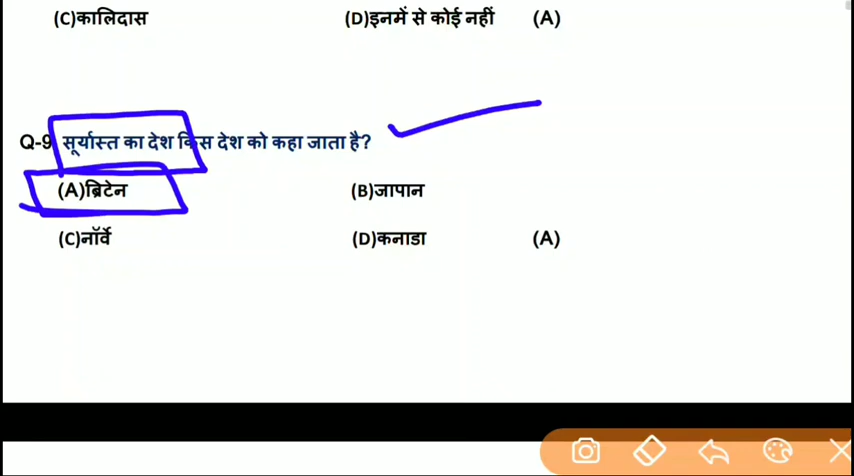 (C)कालिदास (D)इनमें से कोई नहीं (A)
Q-9 सूर्यास्त का देश किस देश को कहा जाता है?
(A)ब्रिटेन (B)जापान
(C)नॉर्वे (D)कनाडा (A)